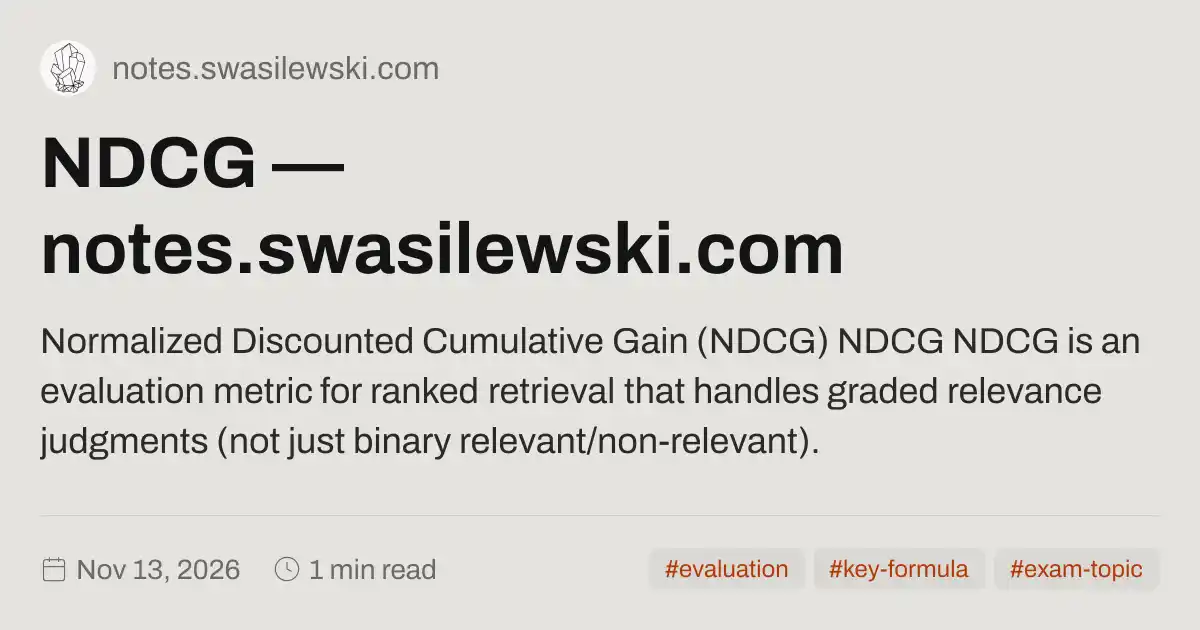 notes.swasilewski.com
NDCG —
notes.swasilewski.com
Normalized Discounted Cumulative Gain (NDCG) NDCG NDCG is an
evaluation metric for ranked retrieval that handles graded relevance
judgments (not just binary relevant/non-relevant).
Nov 13, 2026 1 min read #evaluation #key-formula #exam-topic